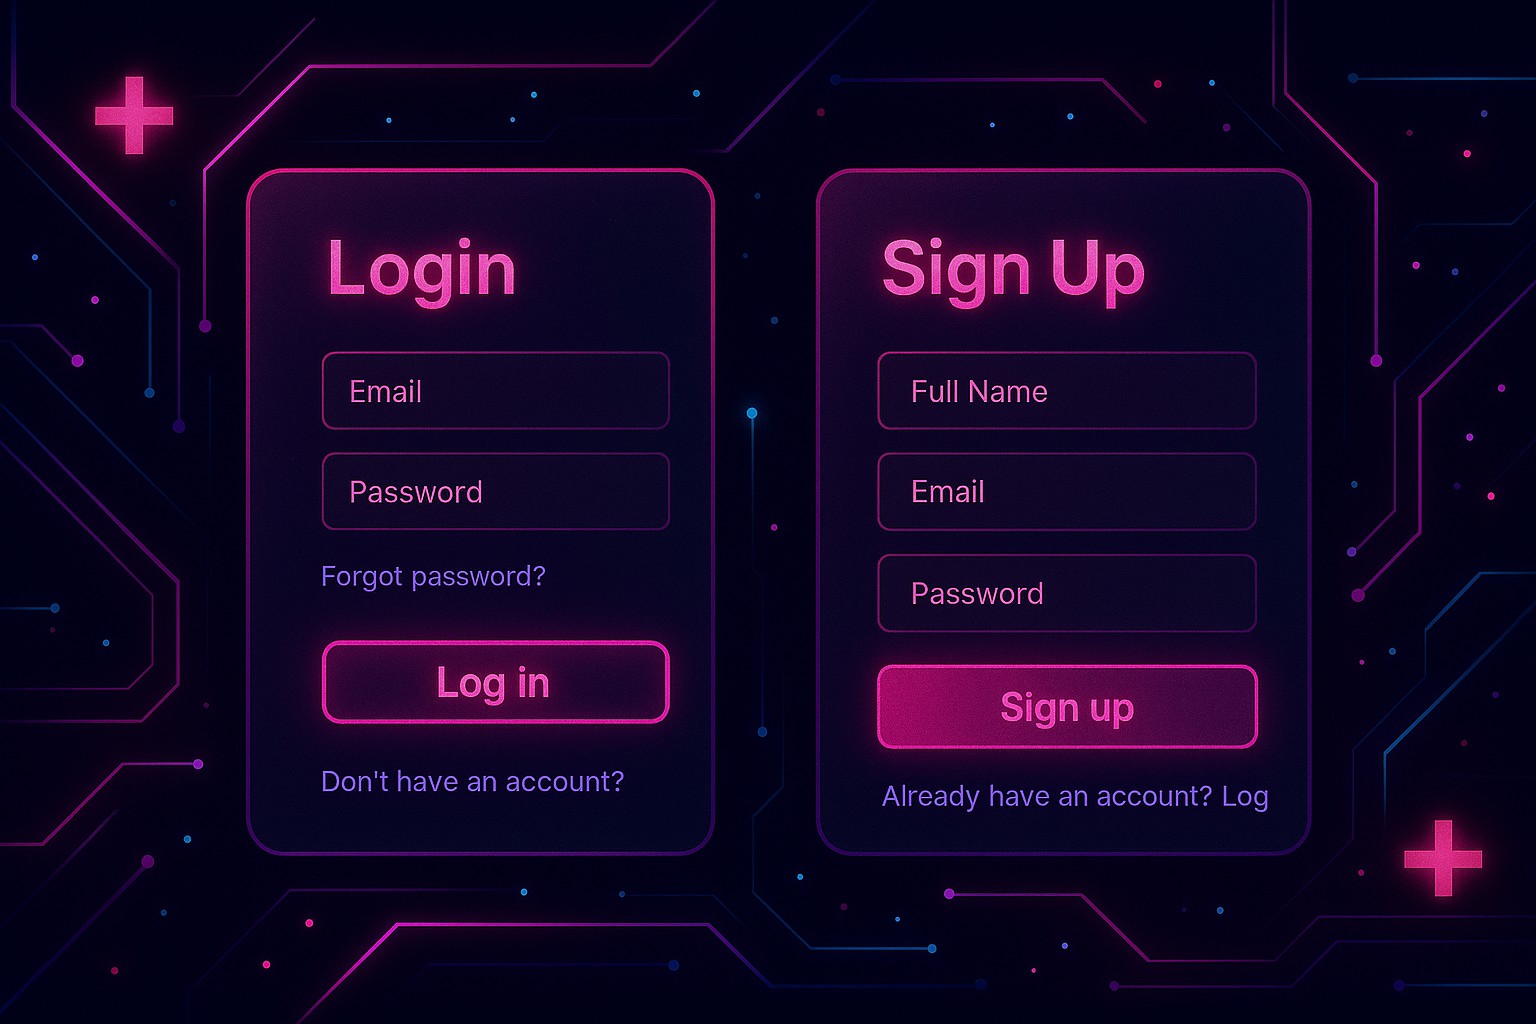 Login
Email
Password
Forgot password?
Log in
Don't have an account?
Sign Up
Full Name
Email
Password
Sign up
Already have an account? Log